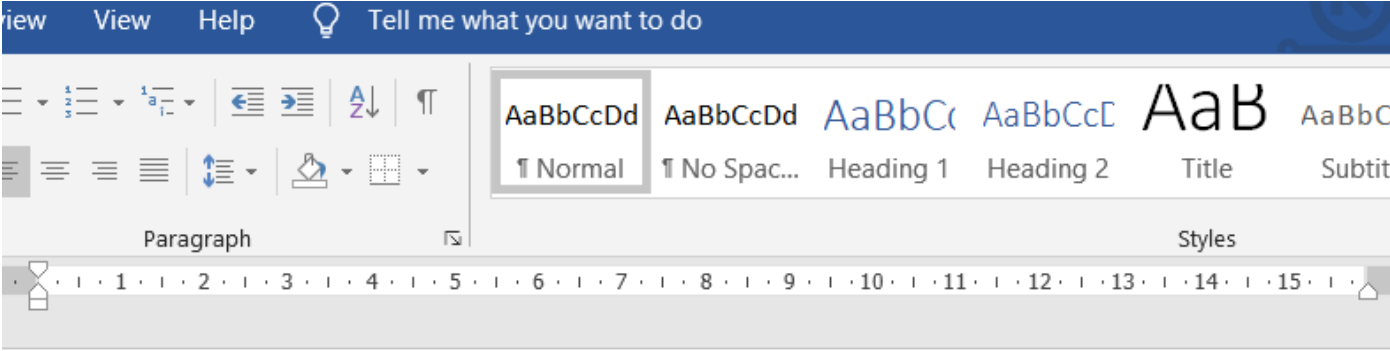 view View Help Tell me what you want to do
AaBbCcDd AaBbCcDd AaBbC AaBbCc AaB AaBbC
¶ Normal ¶ No Spac... Heading 1 Heading 2 Title Subtit
Paragraph Styles
1 2 3 4 5 6 7 8 9 10 11 12 13 14 15